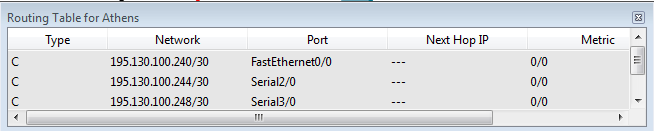 Routing Table for Athens
Type Network Port Next Hop IP Metric
C 195.130.100.240/30 FastEthernet0/0 --- 0/0
C 195.130.100.244/30 Serial2/0 --- 0/0
C 195.130.100.248/30 Serial3/0 --- 0/0